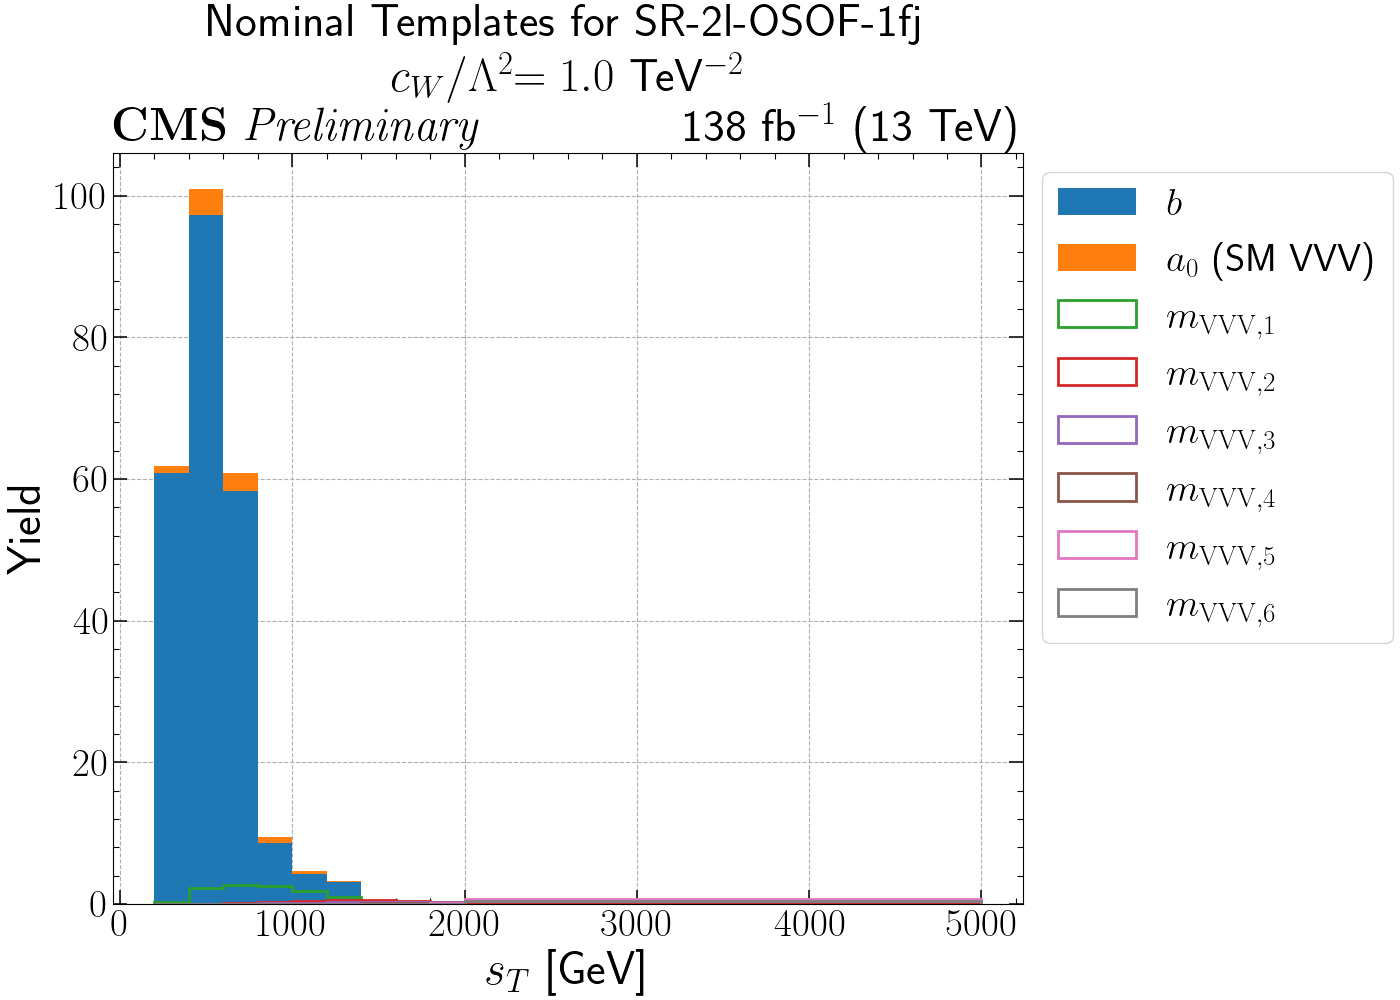 Nominal Templates for SR-2l-OSOF-1fj
c_W/Λ²= 1.0 TeV⁻²
CMS Preliminary 138 fb⁻¹ (13 TeV)
100
80
60
40
20
0
Yield
0 1000 2000 3000 4000 5000
s_T [GeV]
b
a₀ (SM VVV)
m_VVV,1
m_VVV,2
m_VVV,3
m_VVV,4
m_VVV,5
m_VVV,6